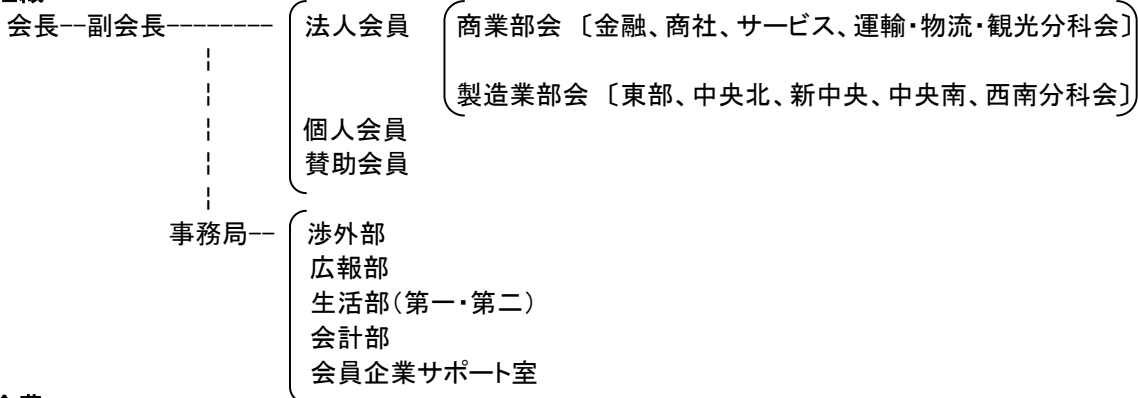 会長--副会長-------- 法人会員 商業部会 〔金融、商社、サービス、運輸・物流・観光分科会〕
製造業部会 〔東部、中央北、新中央、中央南、西南分科会〕
個人会員
賛助会員
事務局-- 渉外部
広報部
生活部(第一・第二)
会計部
会員企業サポート室